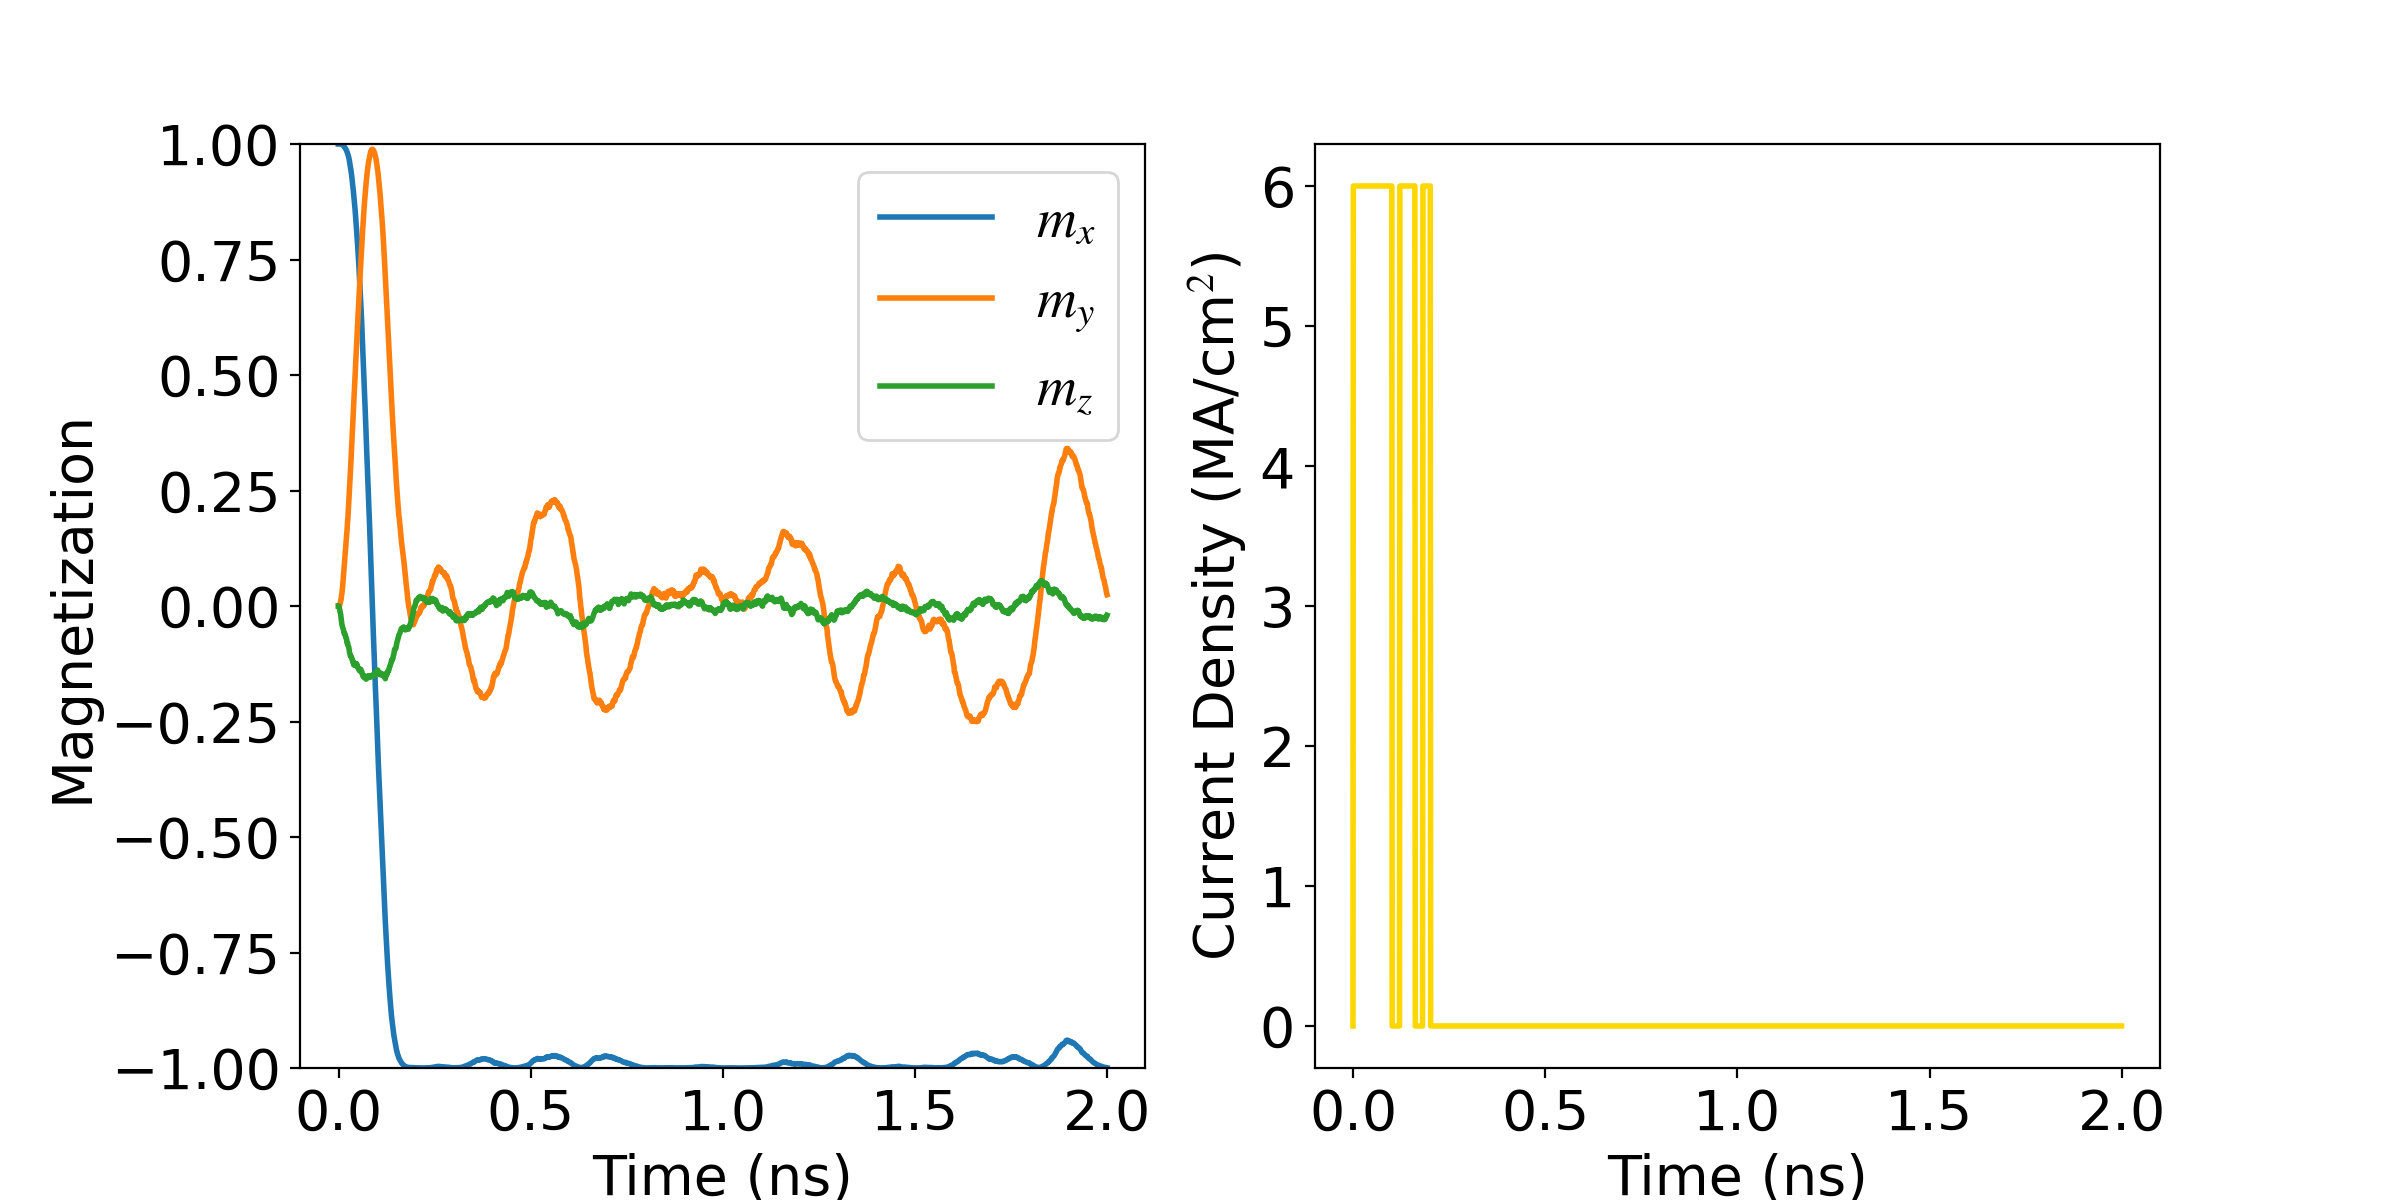 1.00
0.75
0.50
0.25
0.00
−0.25
−0.50
−0.75
−1.00
Magnetization
0.0 0.5 1.0 1.5 2.0
Time (ns)
m_x
m_y
m_z
6
5
4
3
2
1
0
Current Density (MA/cm²)
0.0 0.5 1.0 1.5 2.0
Time (ns)